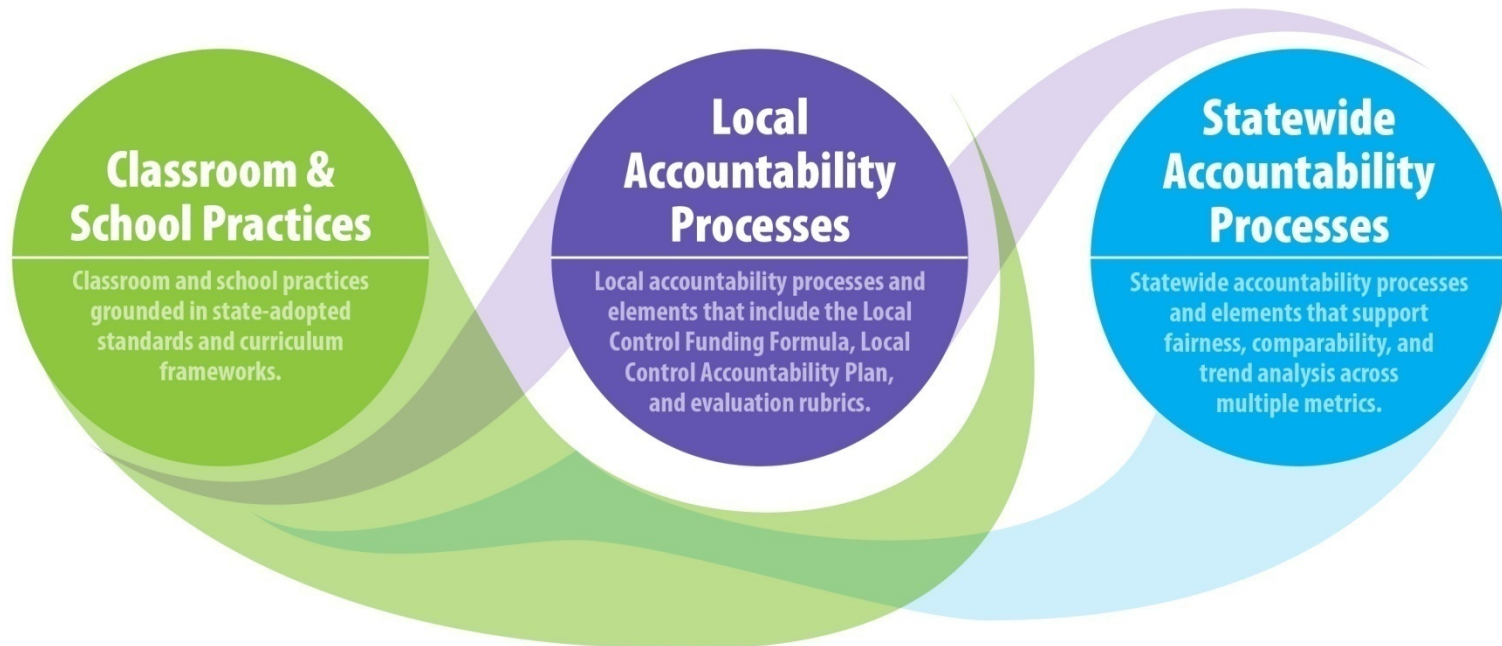 Classroom &
School Practices
Classroom and school practices
grounded in state-adopted
standards and curriculum
frameworks.
Local
Accountability
Processes
Local accountability processes and
elements that include the Local
Control Funding Formula, Local
Control Accountability Plan,
and evaluation rubrics.
Statewide
Accountability
Processes
Statewide accountability processes
and elements that support
fairness, comparability, and
trend analysis across
multiple metrics.